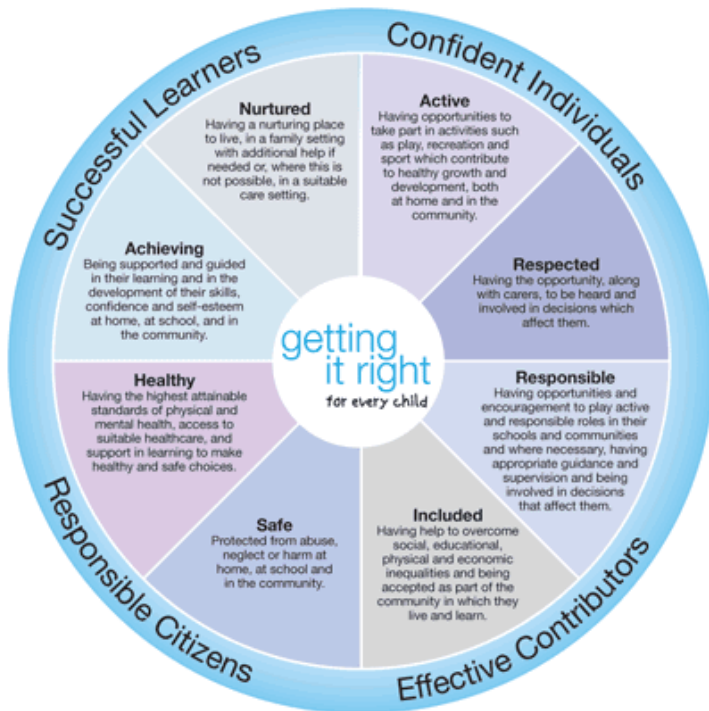 Successful Learners
Confident Individuals
Nurtured
Having a nurturing place
to live, in a family setting
with additional help if
needed or, where this is
not possible, in a suitable
care setting.
Active
Having opportunities to
take part in activities such
as play, recreation and
sport which contribute
to healthy growth and
development, both
at home and in the
community.
Achieving
Being supported and guided
in their learning and in the
development of their skills,
confidence and self-esteem
at home, at school, and in
the community.
Respected
Having the opportunity, along
with carers, to be heard and
involved in decisions which
affect them.
getting
it right
for every child
Healthy
Having the highest attainable
standards of physical and
mental health, access to
suitable healthcare, and
support in learning to make
healthy and safe choices.
Responsible
Having opportunities and
encouragement to play active
and responsible roles in their
schools and communities
and where necessary, having
appropriate guidance and
supervision and being
involved in decisions
that affect them.
Safe
Protected from abuse,
neglect or harm at
home, at school and
in the community.
Included
Having help to overcome
social, educational,
physical and economic
inequalities and being
accepted as part of the
community in which they
live and learn.
Responsible Citizens
Effective Contributors